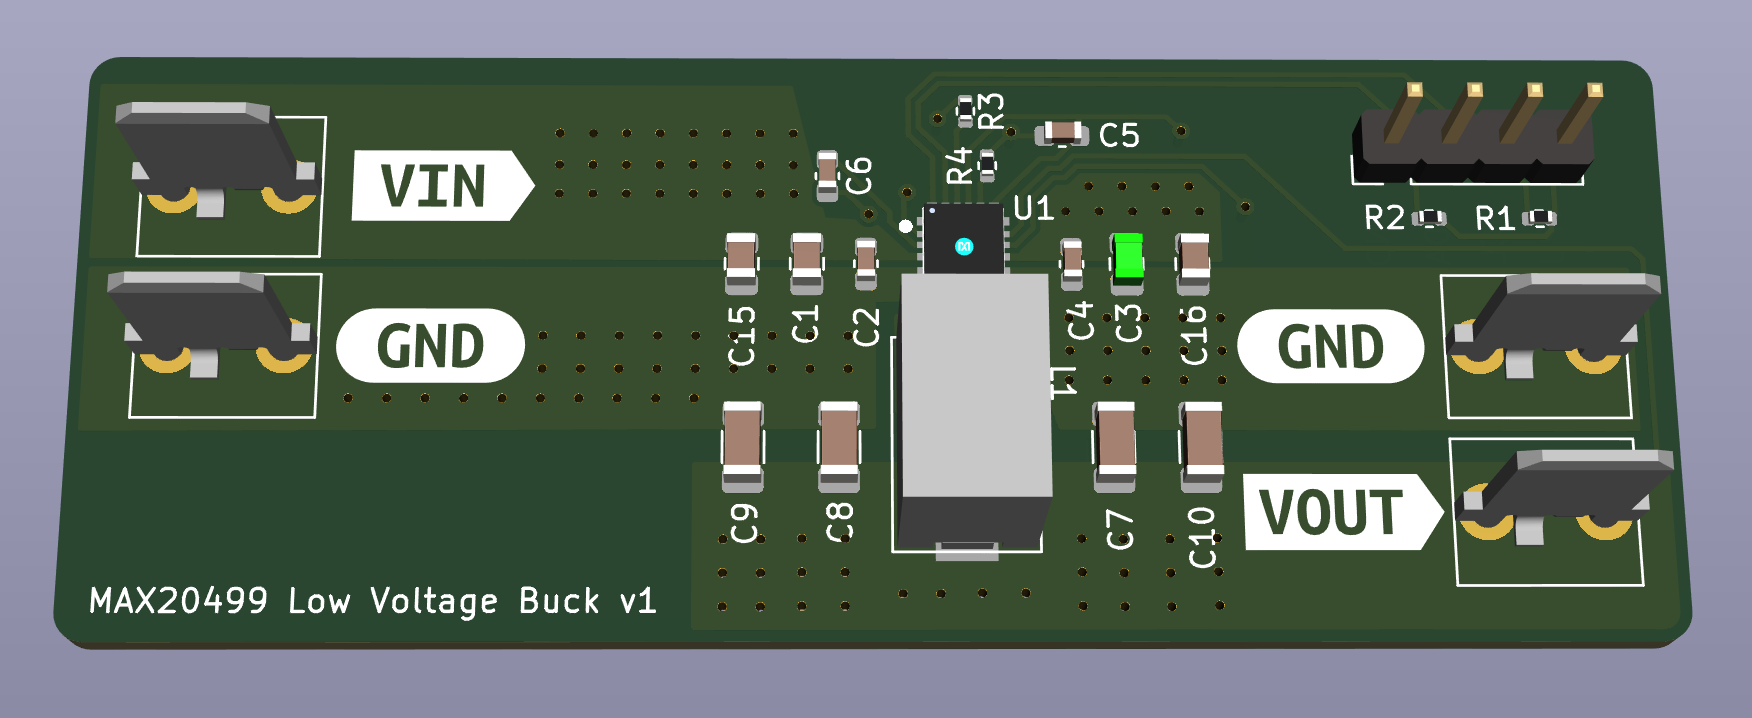 VIN
GND
C6
R3
R4
C5
U1
R2
R1
C15
C1
C2
C4
C3
C16
L1
GND
C9
C8
C7
C10
VOUT
MAX20499 Low Voltage Buck v1